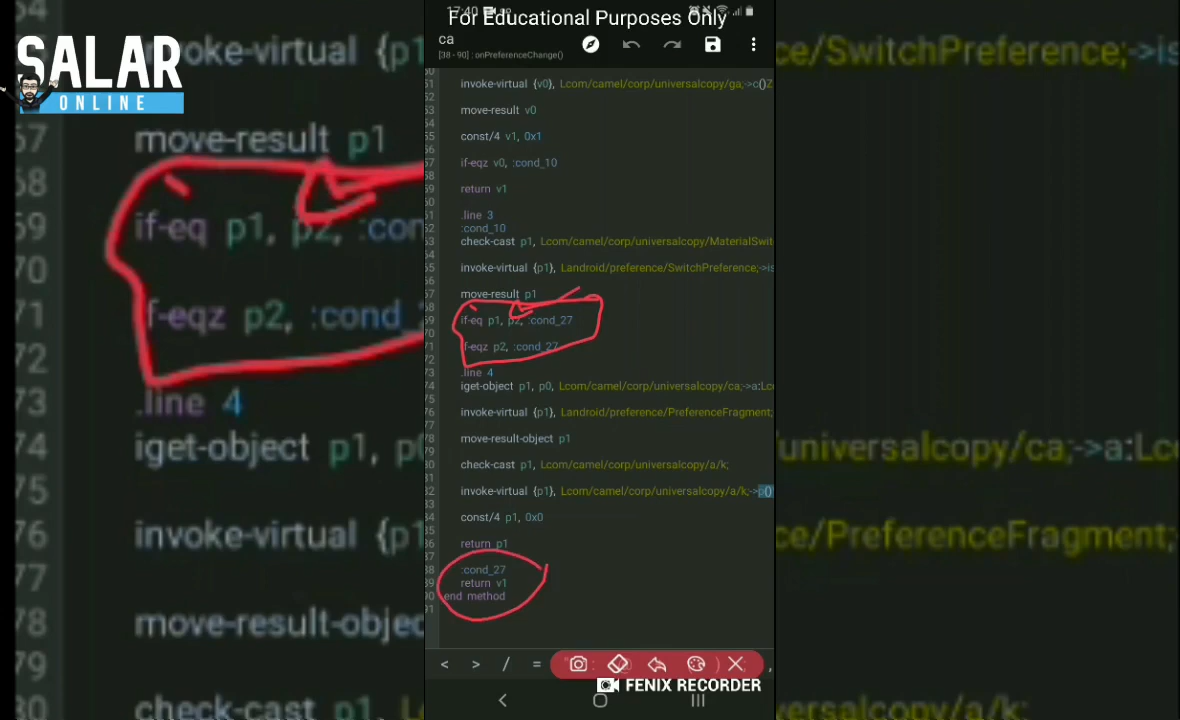 For Educational Purposes Only
17:40
SALAR
ONLINE
ca
[38 - 90] : onPreferenceChange()
invoke-virtual {v0}, Lcom/camel/corp/universalcopy/ga;->c()Z
move-result v0
const/4 v1, 0x1
if-eqz v0, :cond_10
return v1
.line 3
:cond_10
check-cast p1, Lcom/camel/corp/universalcopy/MaterialSwit
invoke-virtual {p1}, Landroid/preference/SwitchPreference;->is
move-result p1
if-eq p1, p2, :cond_27
f-eqz p2, :cond_27
.line 4
iget-object p1, p0, Lcom/camel/corp/universalcopy/ca;->a:Lco
invoke-virtual {p1}, Landroid/preference/PreferenceFragment;
move-result-object p1
check-cast p1, Lcom/camel/corp/universalcopy/a/k;
invoke-virtual {p1}, Lcom/camel/corp/universalcopy/a/k;->p()
const/4 p1, 0x0
return p1
:cond_27
return v1
end method
< > / =
FENIX RECORDER